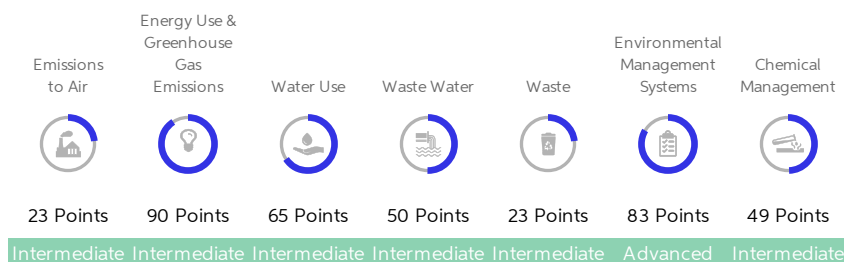 Emissions
to Air
Energy Use &
Greenhouse
Gas
Emissions
Water Use
Waste Water
Waste
Environmental
Management
Systems
Chemical
Management
23 Points
90 Points
65 Points
50 Points
23 Points
83 Points
49 Points
Intermediate
Intermediate
Intermediate
Intermediate
Intermediate
Advanced
Intermediate